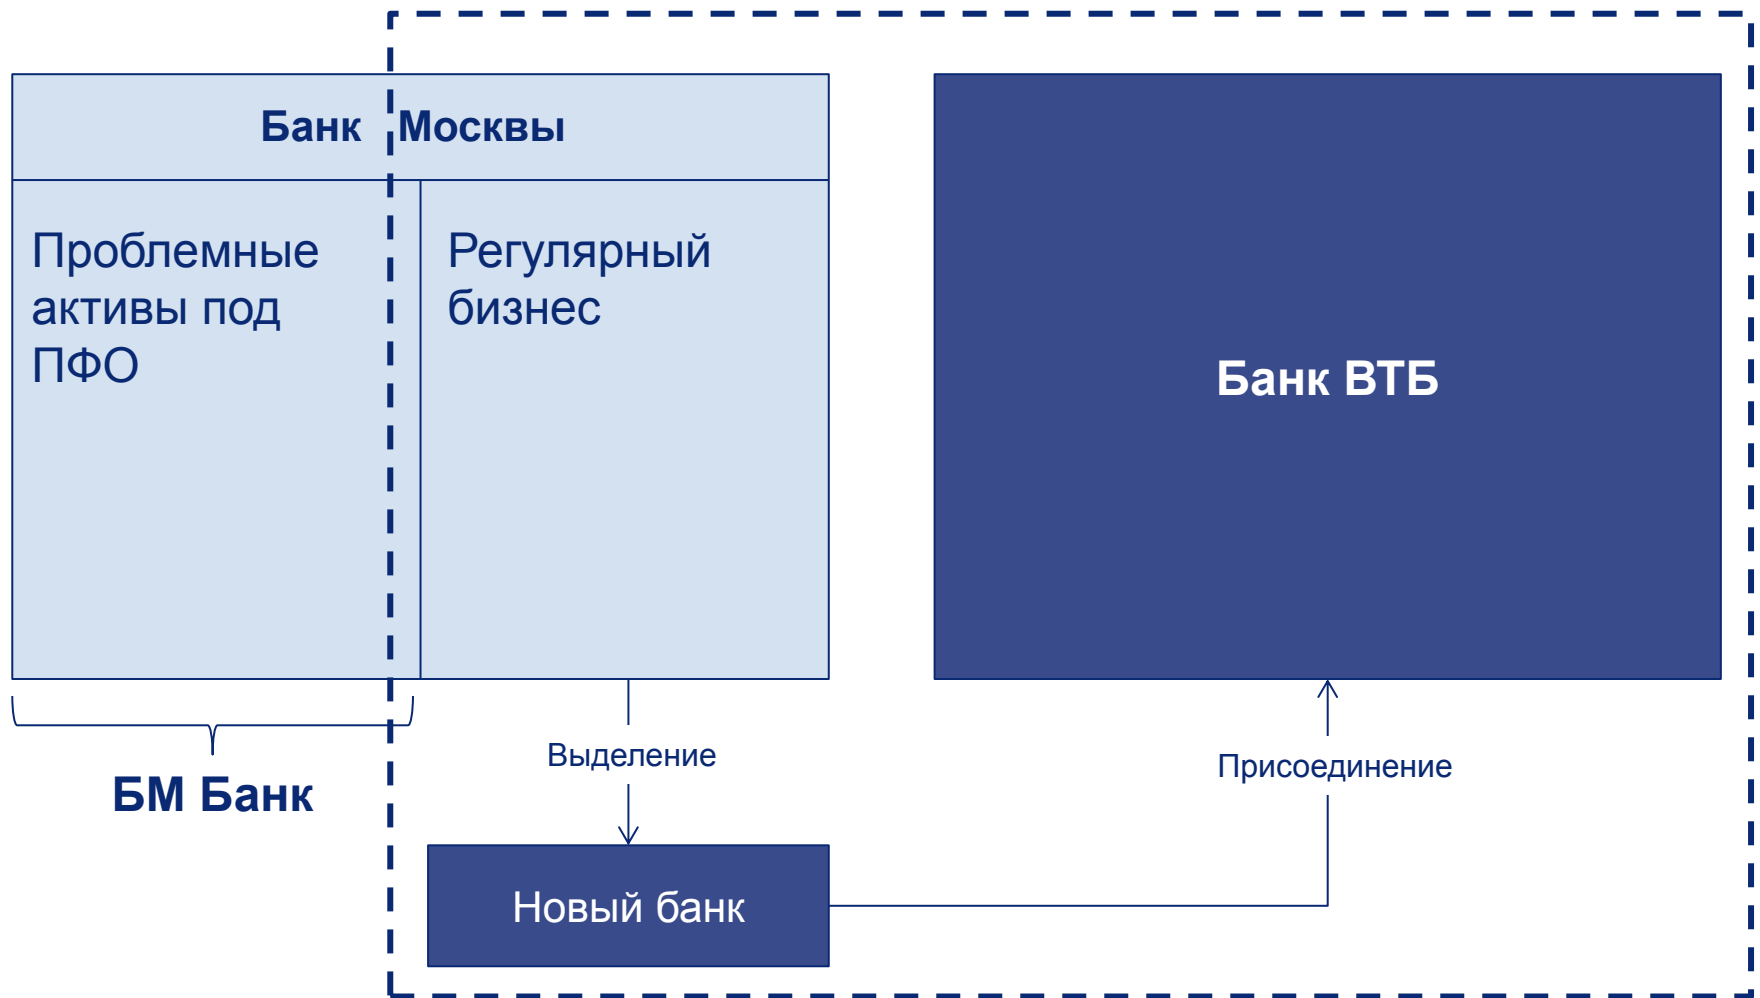 Банк Москвы
Проблемные
активы под
ПФО
Регулярный
бизнес
Банк ВТБ
БМ Банк
Выделение
Присоединение
Новый банк